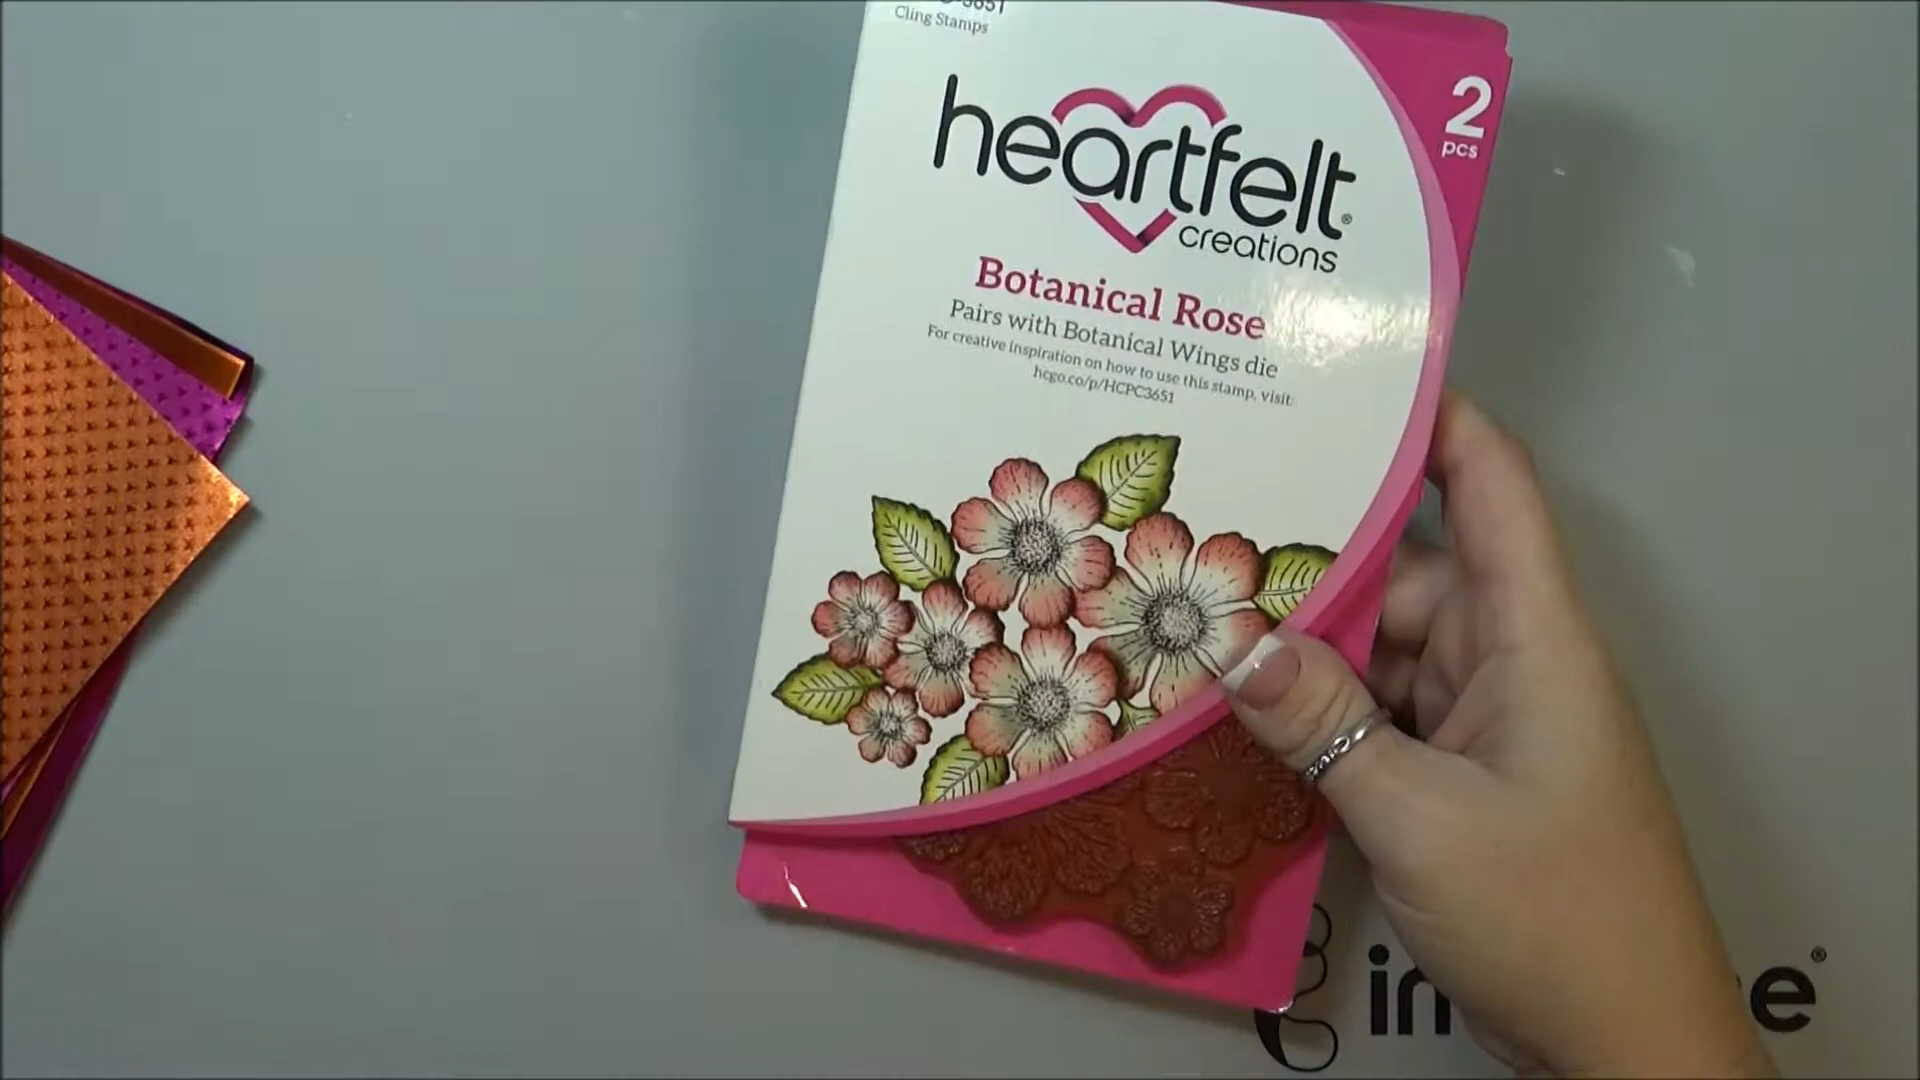 Cling Stamps
2
pcs
heartfelt®
creations
Botanical Rose
Pairs with Botanical Wings die
For creative inspiration on how to use this stamp, visit:
hcgo.co/p/HCPC3651